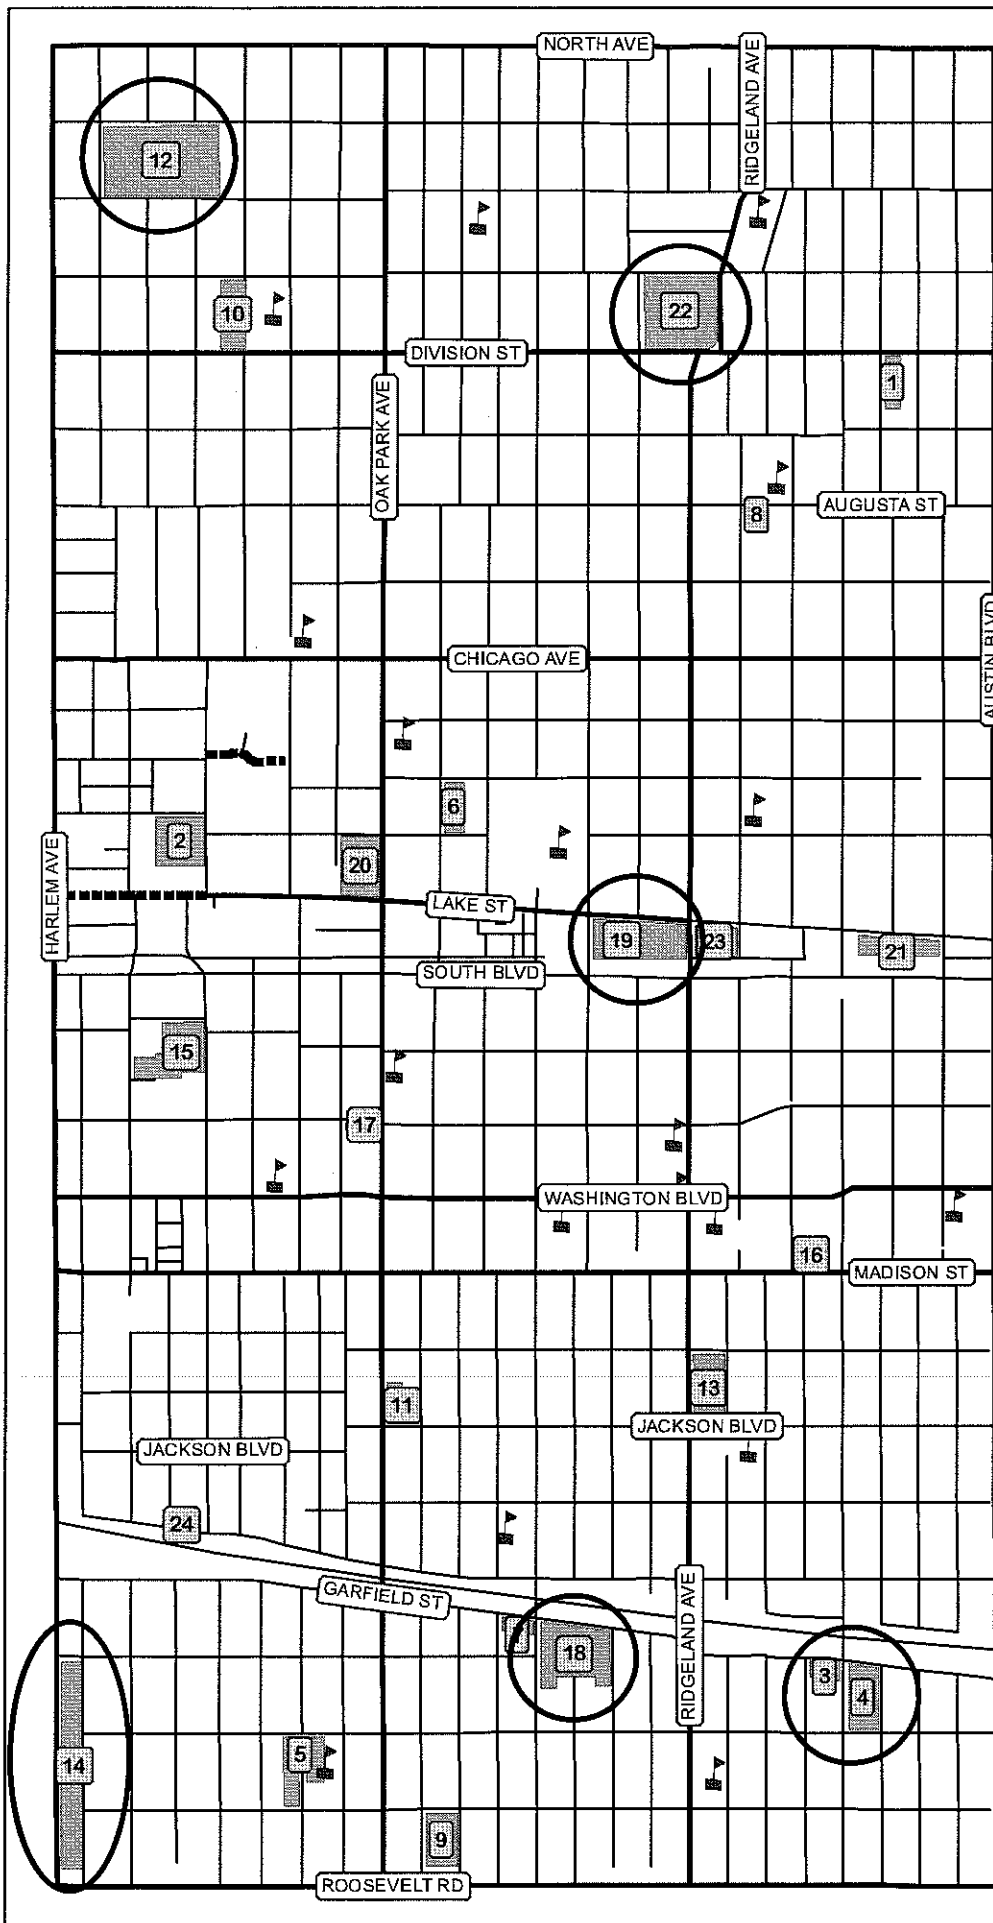 NORTH AVE
RIDGELAND AVE
12
10
22
DIVISION ST
1
OAK PARK AVE
8
AUGUSTA ST
AUSTIN BLVD
CHICAGO AVE
6
2
20
HARLEM AVE
LAKE ST
19
23
21
SOUTH BLVD
15
17
WASHINGTON BLVD
16
MADISON ST
13
11
JACKSON BLVD
JACKSON BLVD
24
GARFIELD ST
RIDGELAND AVE
18
3
4
14
5
9
ROOSEVELT RD